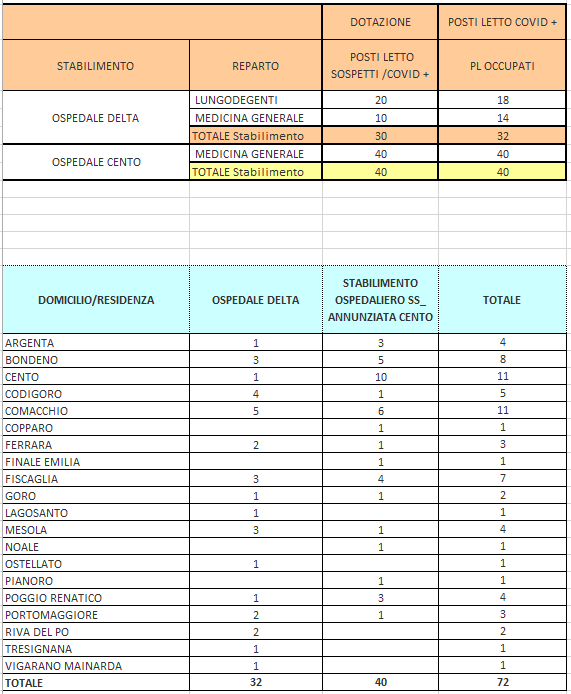 DOTAZIONE POSTI LETTO COVID +
STABILIMENTO REPARTO POSTI LETTO SOSPETTI /COVID + PL OCCUPATI
OSPEDALE DELTA LUNGODEGENTI 20 18
MEDICINA GENERALE 10 14
TOTALE Stabilimento 30 32
OSPEDALE CENTO MEDICINA GENERALE 40 40
TOTALE Stabilimento 40 40
DOMICILIO/RESIDENZA OSPEDALE DELTA STABILIMENTO OSPEDALIERO SS_ ANNUNZIATA CENTO TOTALE
ARGENTA 1 3 4
BONDENO 3 5 8
CENTO 1 10 11
CODIGORO 4 1 5
COMACCHIO 5 6 11
COPPARO 1 1
FERRARA 2 1 3
FINALE EMILIA 1 1
FISCAGLIA 3 4 7
GORO 1 1 2
LAGOSANTO 1 1
MESOLA 3 1 4
NOALE 1 1
OSTELLATO 1 1
PIANORO 1 1
POGGIO RENATICO 1 3 4
PORTOMAGGIORE 2 1 3
RIVA DEL PO 2 2
TRESIGNANA 1 1
VIGARANO MAINARDA 1 1
TOTALE 32 40 72